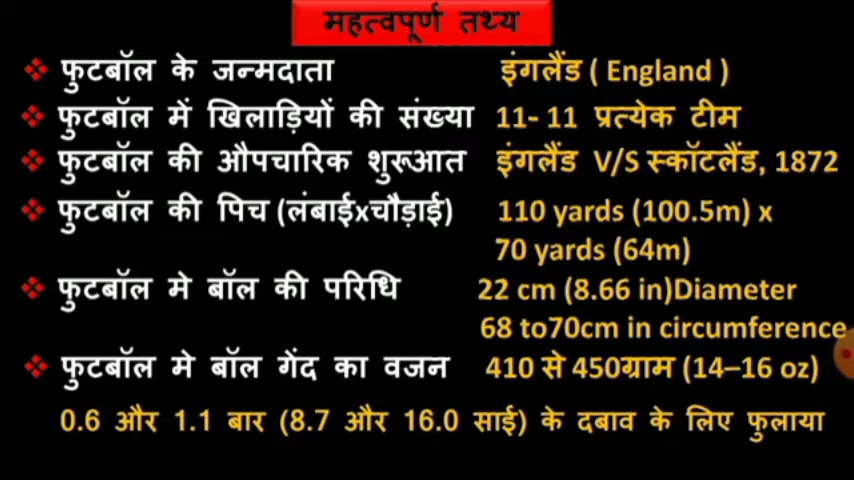 महत्वपूर्ण तथ्य
फुटबॉल के जन्मदाता इंगलैंड ( England )
फुटबॉल में खिलाड़ियों की संख्या 11- 11 प्रत्येक टीम
फुटबॉल की औपचारिक शुरूआत इंगलैंड V/S स्कॉटलैंड, 1872
फुटबॉल की पिच (लंबाईxचौड़ाई) 110 yards (100.5m) x
70 yards (64m)
फुटबॉल मे बॉल की परिधि 22 cm (8.66 in)Diameter
68 to70cm in circumference
फुटबॉल मे बॉल गेंद का वजन 410 से 450ग्राम (14–16 oz)
0.6 और 1.1 बार (8.7 और 16.0 साई) के दबाव के लिए फुलाया